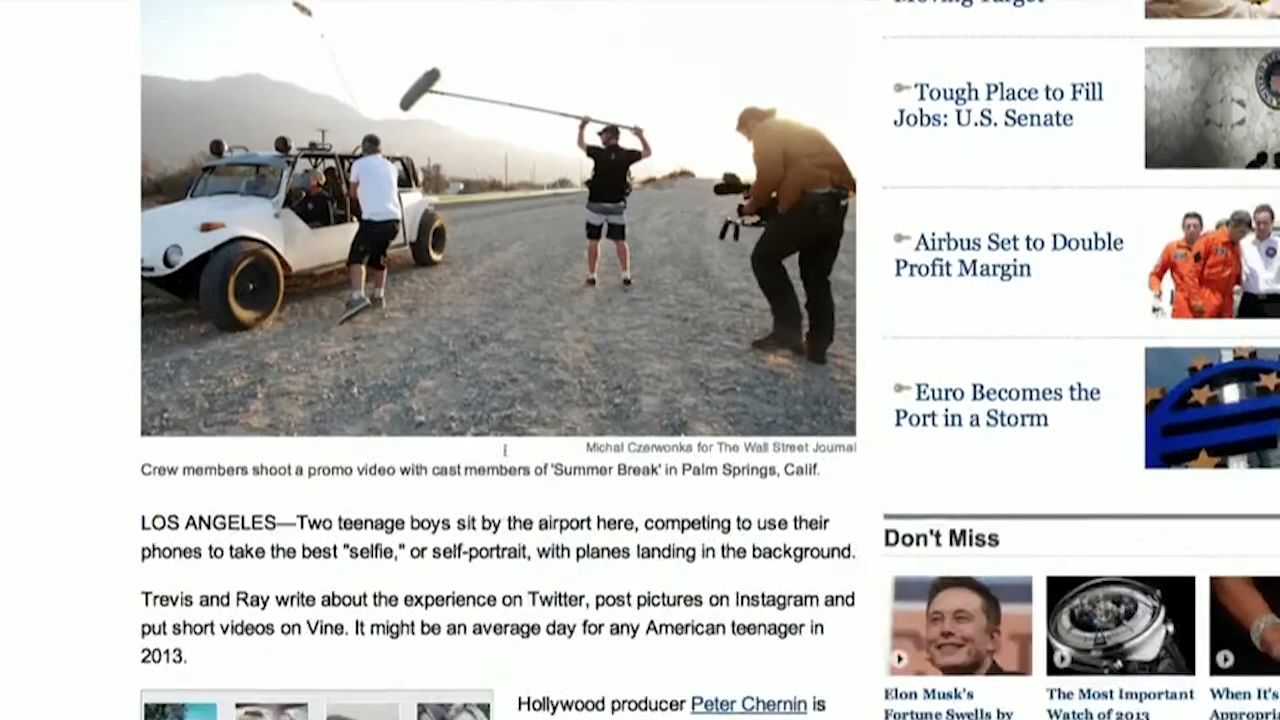 Moving Target
Tough Place to Fill
Jobs: U.S. Senate
Airbus Set to Double
Profit Margin
Euro Becomes the
Port in a Storm
Michal Czerwonka for The Wall Street Journal
Crew members shoot a promo video with cast members of 'Summer Break' in Palm Springs, Calif.
LOS ANGELES—Two teenage boys sit by the airport here, competing to use their
phones to take the best "selfie," or self-portrait, with planes landing in the background.
Trevis and Ray write about the experience on Twitter, post pictures on Instagram and
put short videos on Vine. It might be an average day for any American teenager in
2013.
Hollywood producer Peter Chernin is
Don't Miss
Elon Musk's
Fortune Swells by
The Most Important
Watch of 2013
When It's